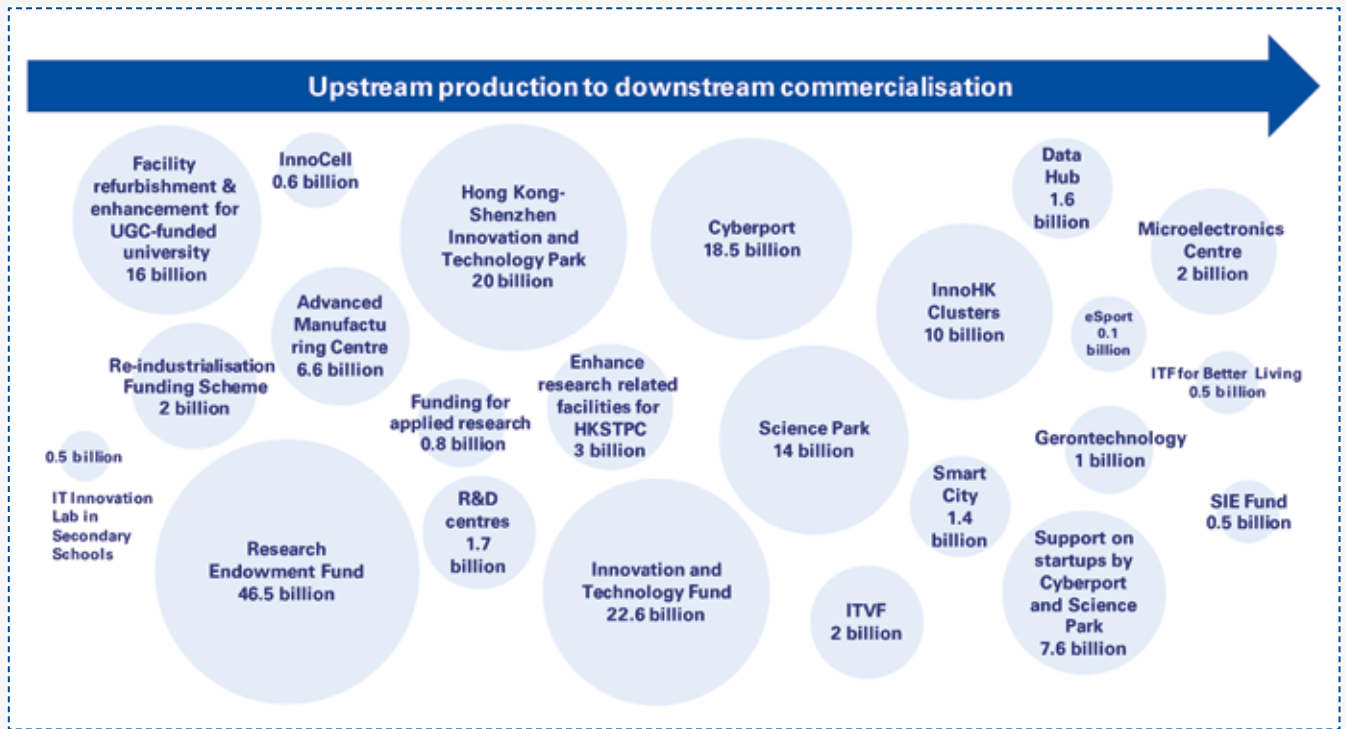 Upstream production to downstream commercialisation
Facility
refurbishment &
enhancement for
UGC-funded
university
16 billion
InnoCell
0.6 billion
Hong Kong-
Shenzhen
Innovation and
Technology Park
20 billion
Cyberport
18.5 billion
Data
Hub
1.6
billion
Microelectronics
Centre
2 billion
Advanced
Manufactu
ring Centre
6.6 billion
InnoHK
Clusters
10 billion
eSport
0.1
billion
Re-industrialisation
Funding Scheme
2 billion
Funding for
applied research
0.8 billion
Enhance
research related
facilities for
HKSTPC
3 billion
Science Park
14 billion
ITF for Better Living
0.5 billion
Gerontechnology
1 billion
0.5 billion
IT Innovation
Lab in
Secondary
Schools
R&D
centres
1.7
billion
Smart
City
1.4
billion
SIE Fund
0.5 billion
Research
Endowment Fund
46.5 billion
Innovation and
Technology Fund
22.6 billion
ITVF
2 billion
Support on
startups by
Cyberport
and Science
Park
7.6 billion